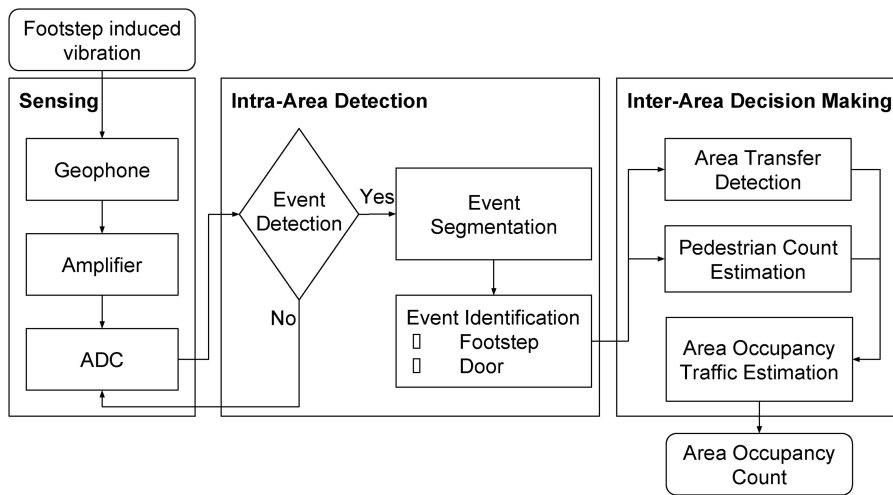 Footstep induced
vibration
Sensing
Geophone
Amplifier
ADC
Intra-Area Detection
Event
Detection
Yes
No
Event
Segmentation
Event Identification
▯ Footstep
▯ Door
Inter-Area Decision Making
Area Transfer
Detection
Pedestrian Count
Estimation
Area Occupancy
Traffic Estimation
Area Occupancy
Count